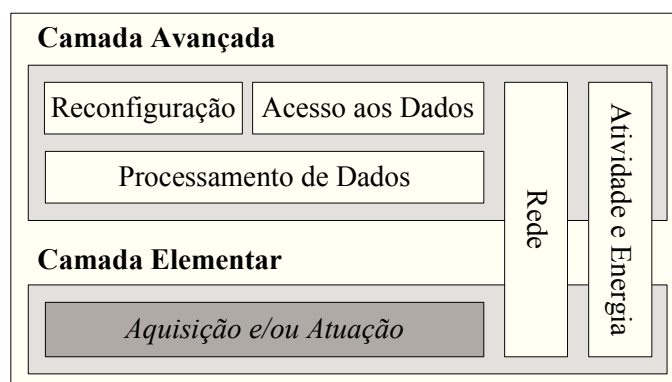 Camada Avançada
Reconfiguração
Acesso aos Dados
Processamento de Dados
Rede
Atividade e Energia
Camada Elementar
Aquisição e/ou Atuação